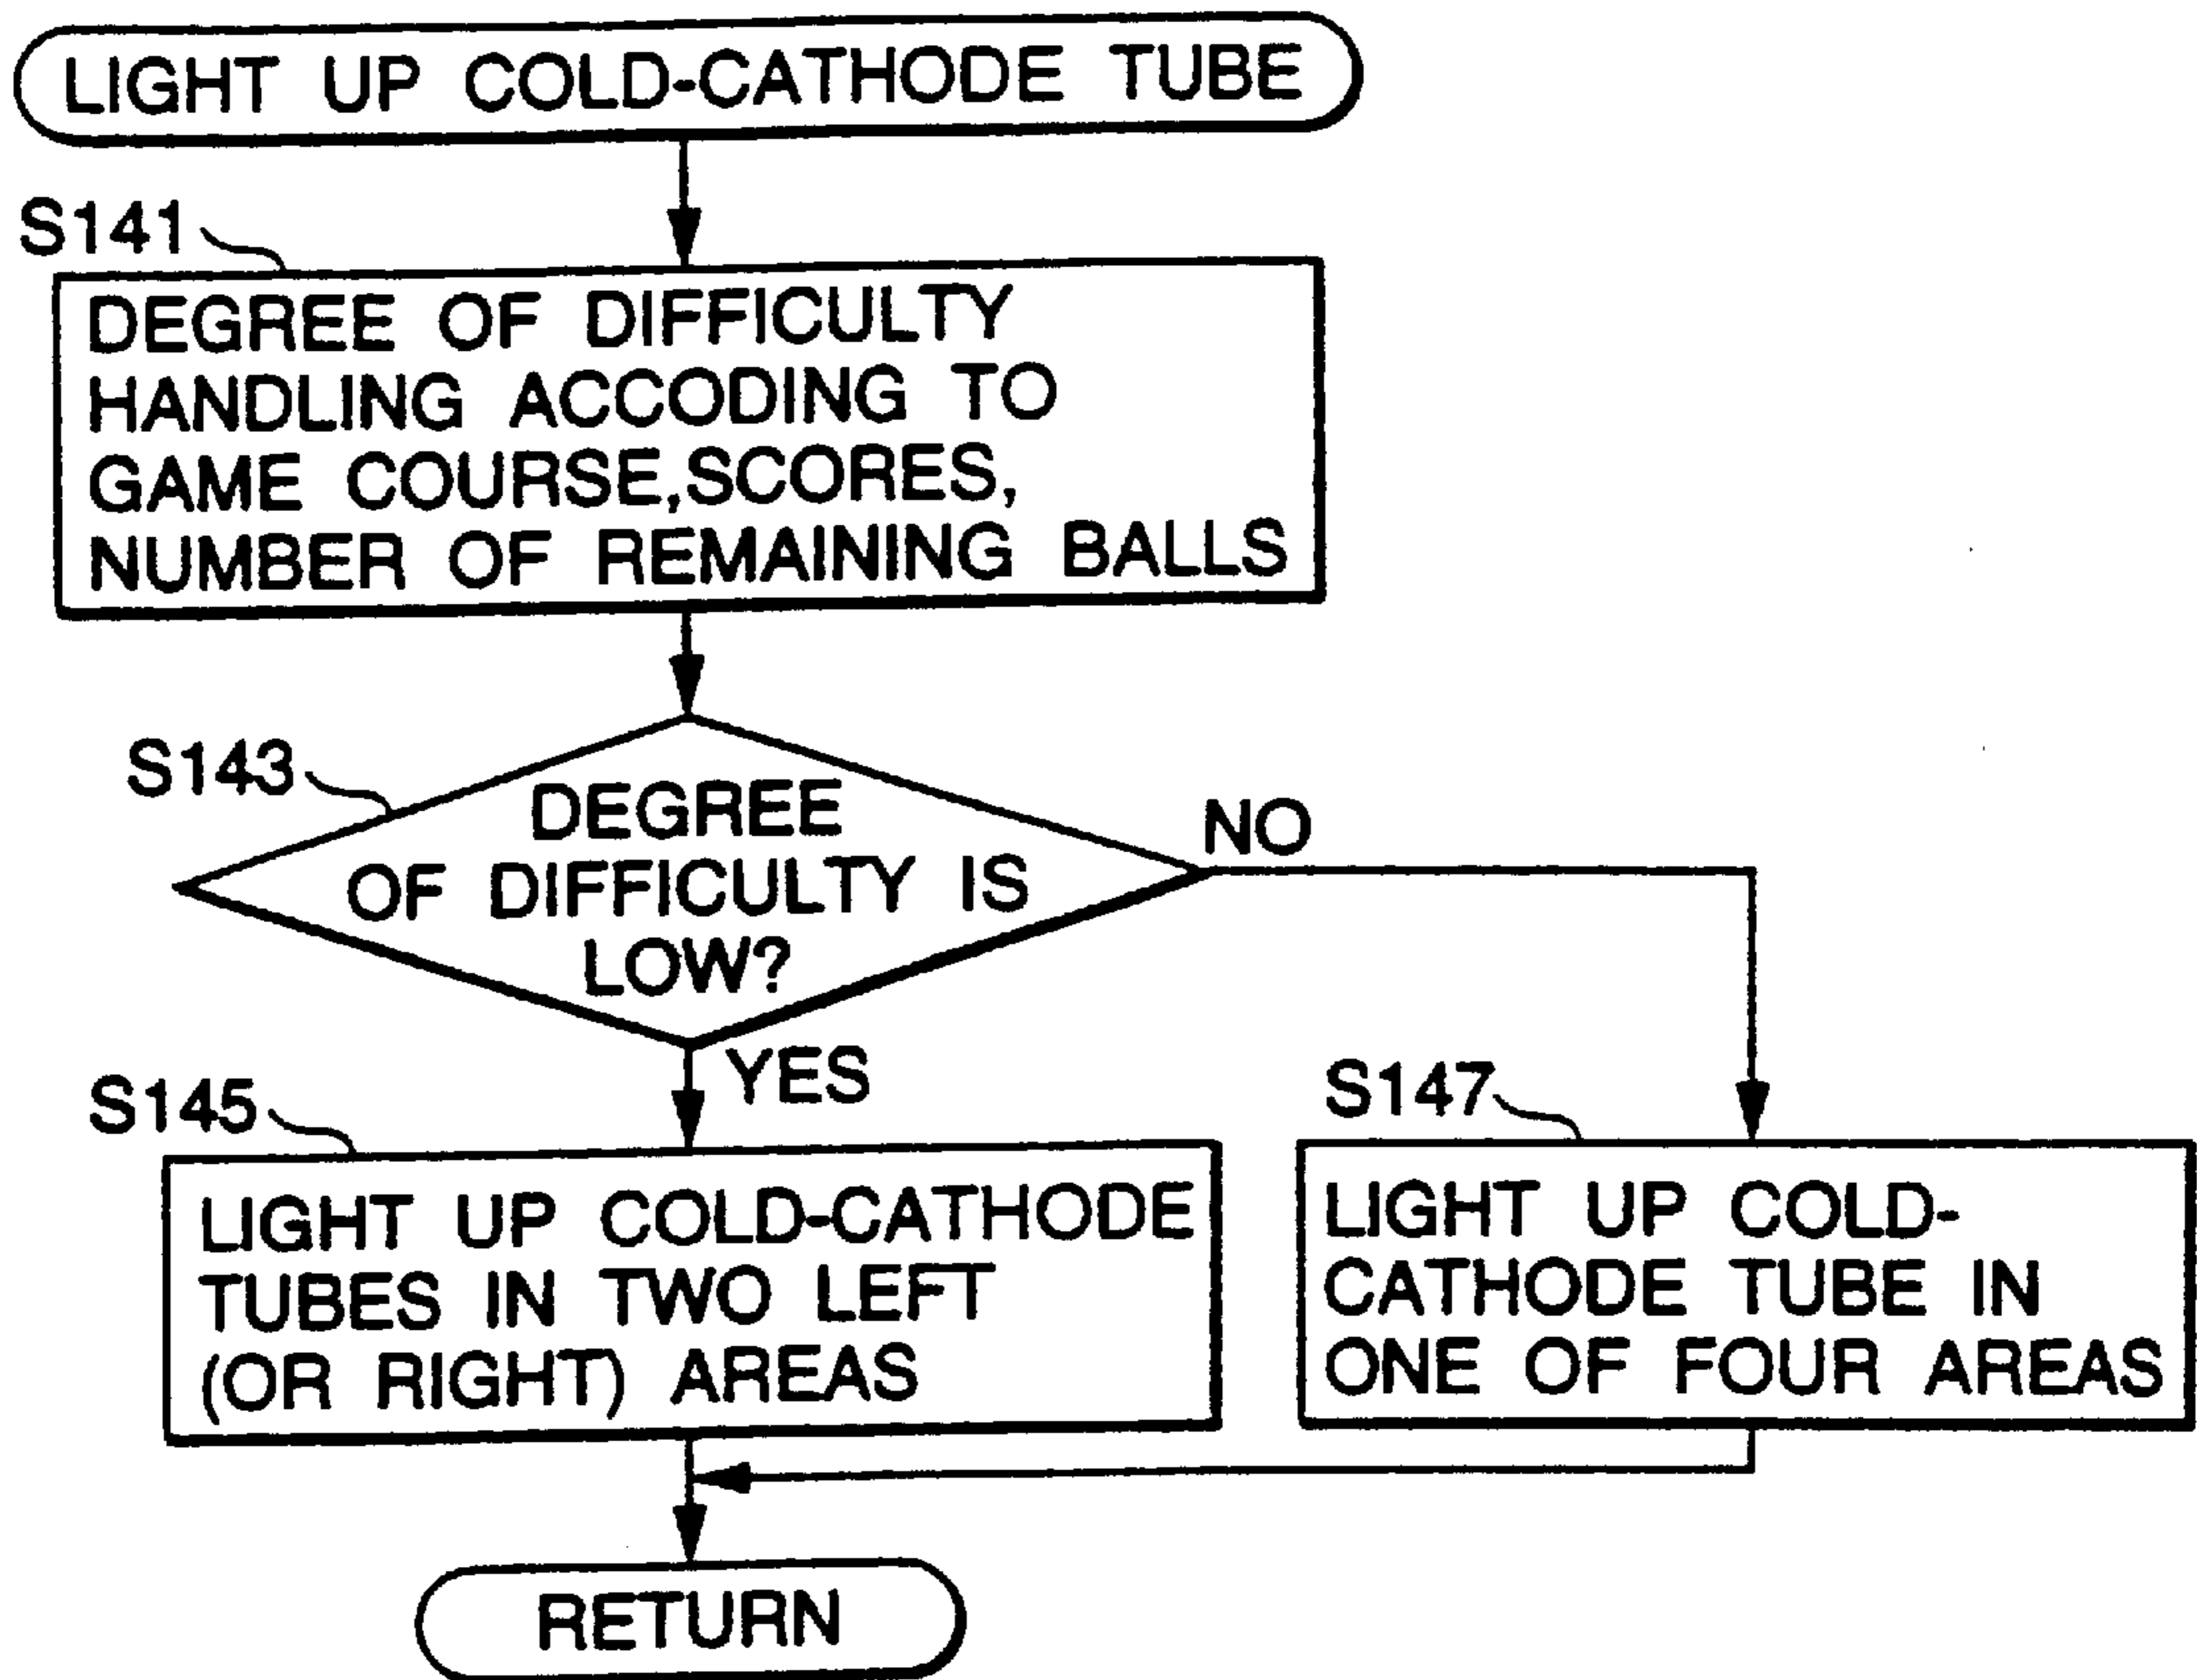 LIGHT UP COLD-CATHODE TUBE
S141
DEGREE OF DIFFICULTY
HANDLING ACCODING TO
GAME COURSE,SCORES,
NUMBER OF REMAINING BALLS
S143
DEGREE
OF DIFFICULTY IS
LOW?
NO
YES
S145
LIGHT UP COLD-CATHODE
TUBES IN TWO LEFT
(OR RIGHT) AREAS
S147
LIGHT UP COLD-
CATHODE TUBE IN
ONE OF FOUR AREAS
RETURN